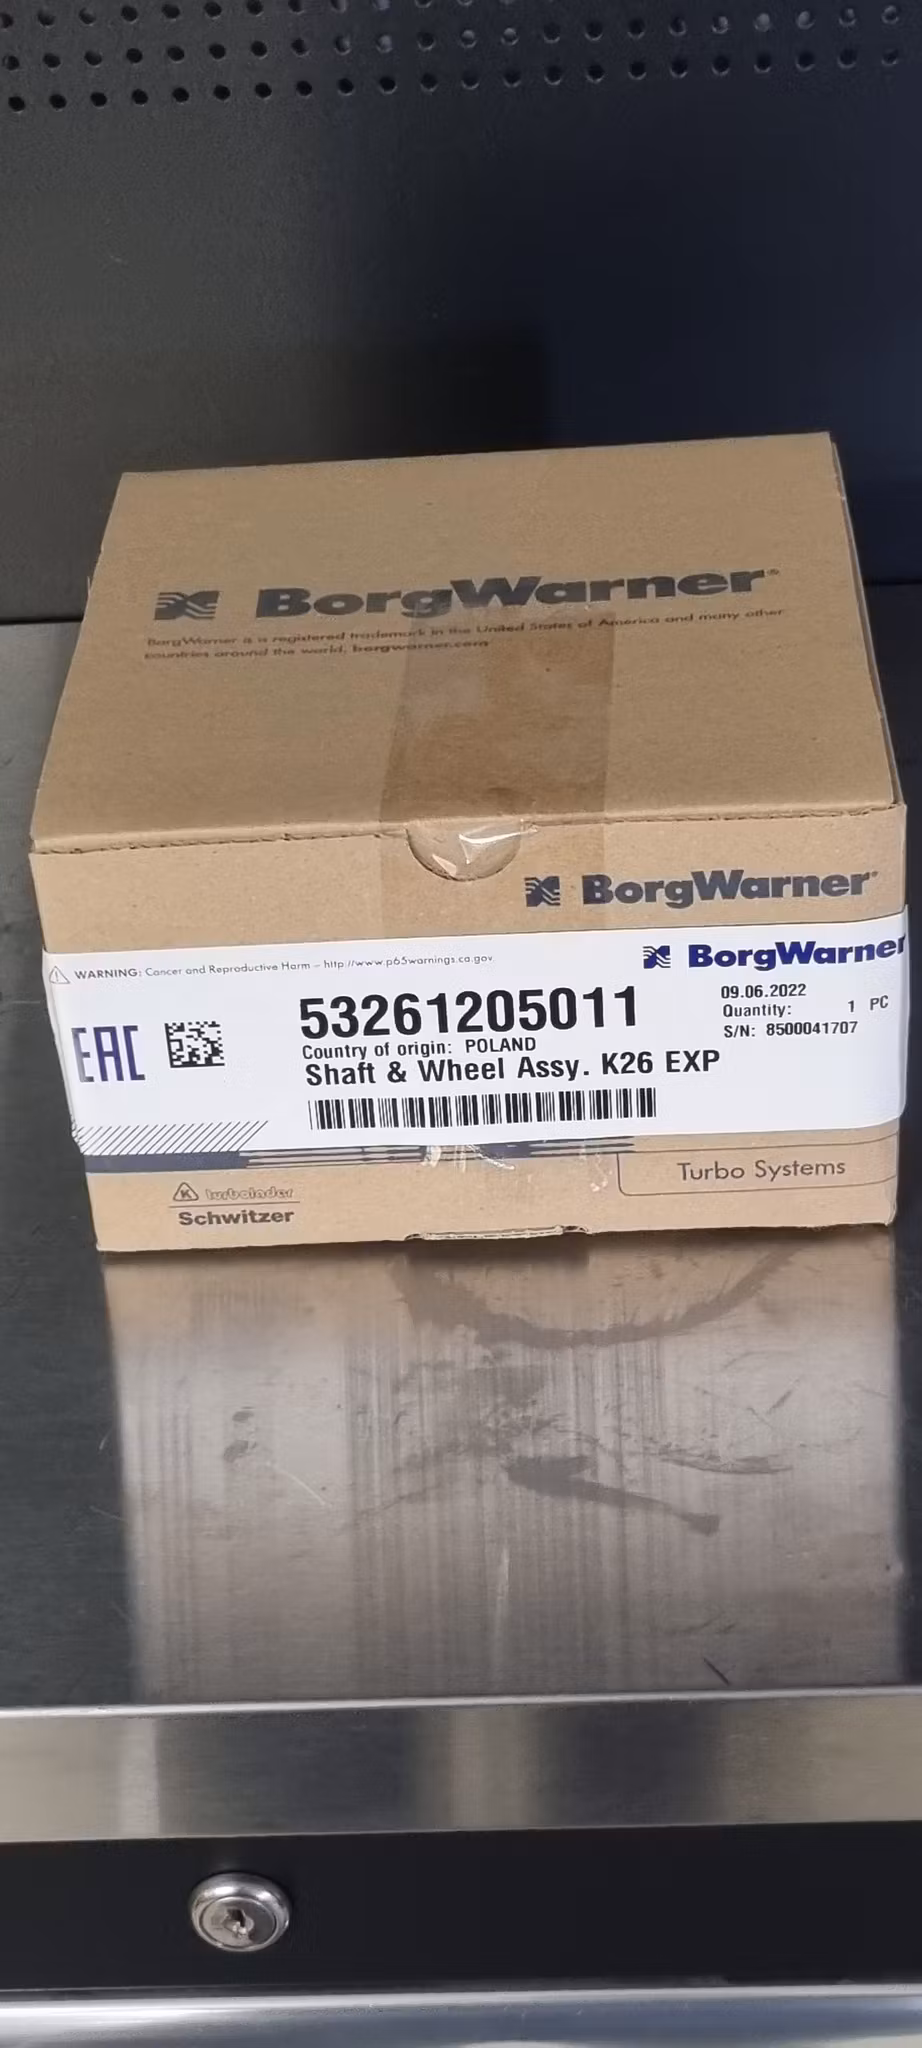 BorgWarner®
BorgWarner is a registered trademark in the United States of America and many other
countries around the world. borgwarner.com
BorgWarner®
WARNING: Cancer and Reproductive Harm – http://www.p65warnings.ca.gov
BorgWarner
EAC
53261205011
09.06.2022
Quantity: 1 PC
S/N: 8500041707
Country of origin: POLAND
Shaft & Wheel Assy. K26 EXP
Turbo Systems
K
Schwitzer